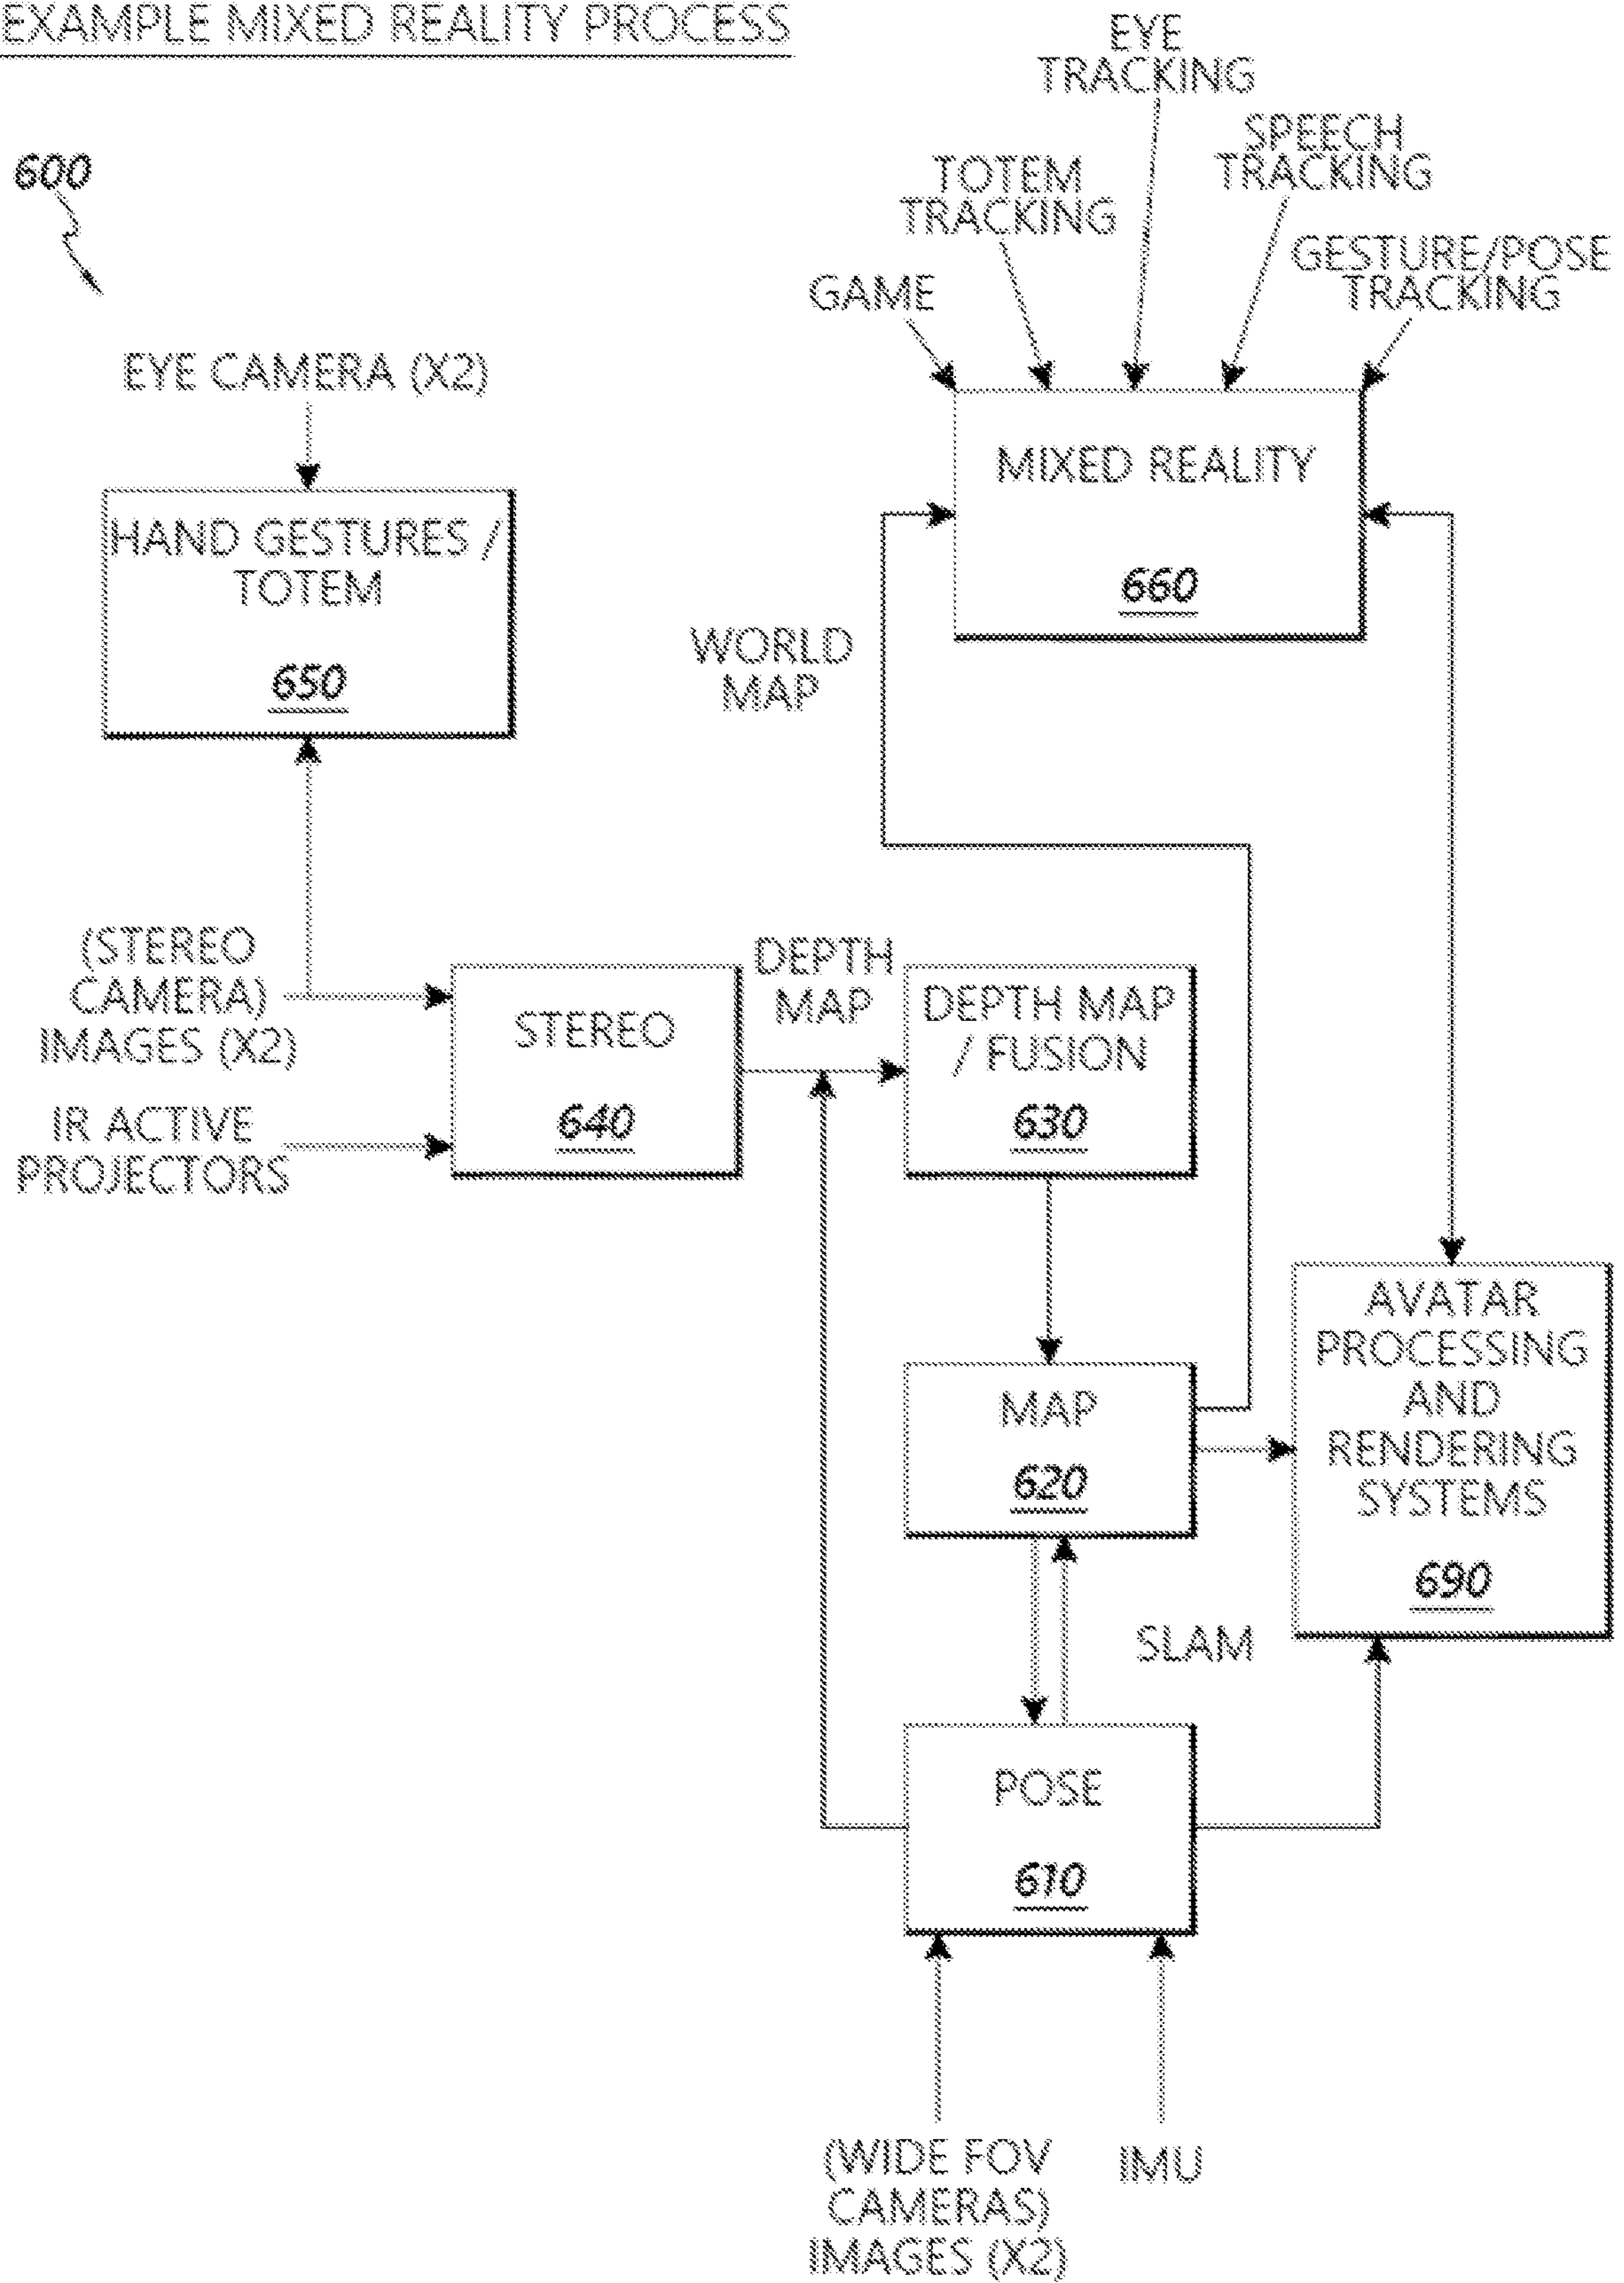 EXAMPLE MIXED REALITY PROCESS
600
EYE
TRACKING
SPEECH
TRACKING
TOTEM
TRACKING
GESTURE/POSE
TRACKING
GAME
EYE CAMERA (X2)
MIXED REALITY
660
HAND GESTURES /
TOTEM
650
WORLD
MAP
(STEREO
CAMERA)
IMAGES (X2)
IR ACTIVE
PROJECTORS
STEREO
640
DEPTH
MAP
DEPTH MAP
/ FUSION
630
MAP
620
AVATAR
PROCESSING
AND
RENDERING
SYSTEMS
690
SLAM
POSE
610
(WIDE FOV
CAMERAS)
IMAGES (X2)
IMU